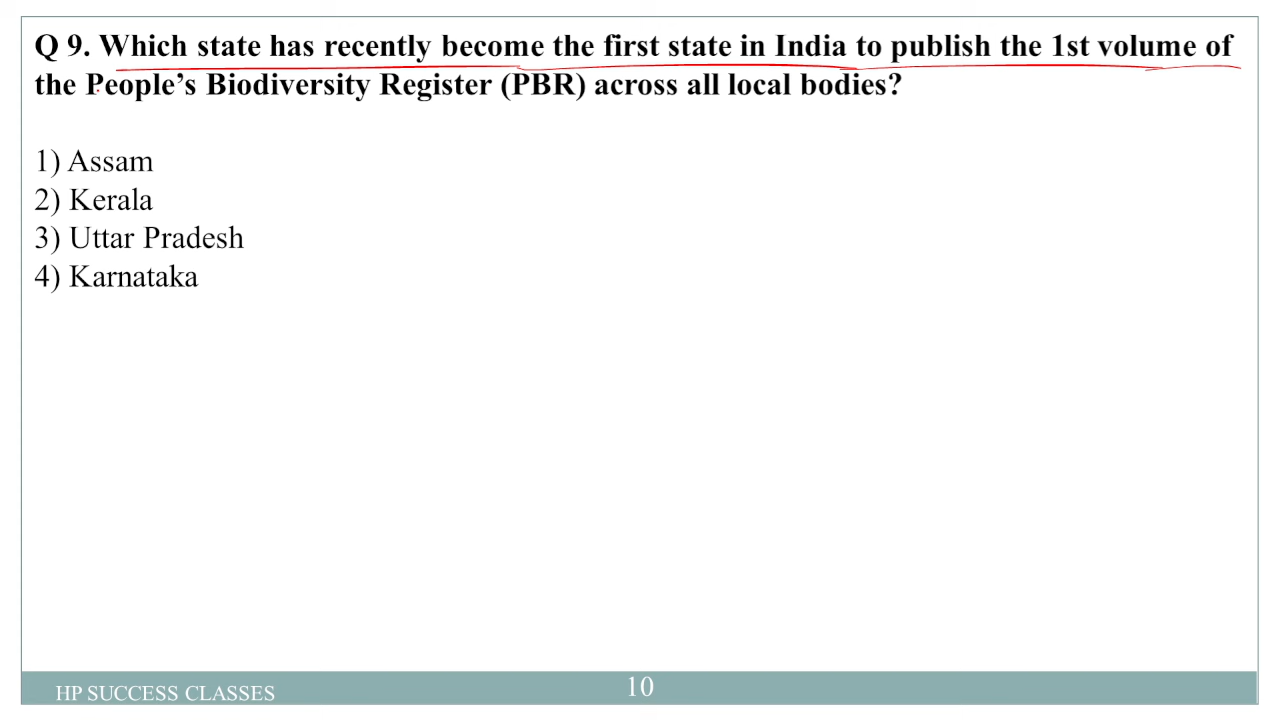 Q 9. Which state has recently become the first state in India to publish the 1st volume of
the People’s Biodiversity Register (PBR) across all local bodies?
1) Assam
2) Kerala
3) Uttar Pradesh
4) Karnataka
HP SUCCESS CLASSES
10